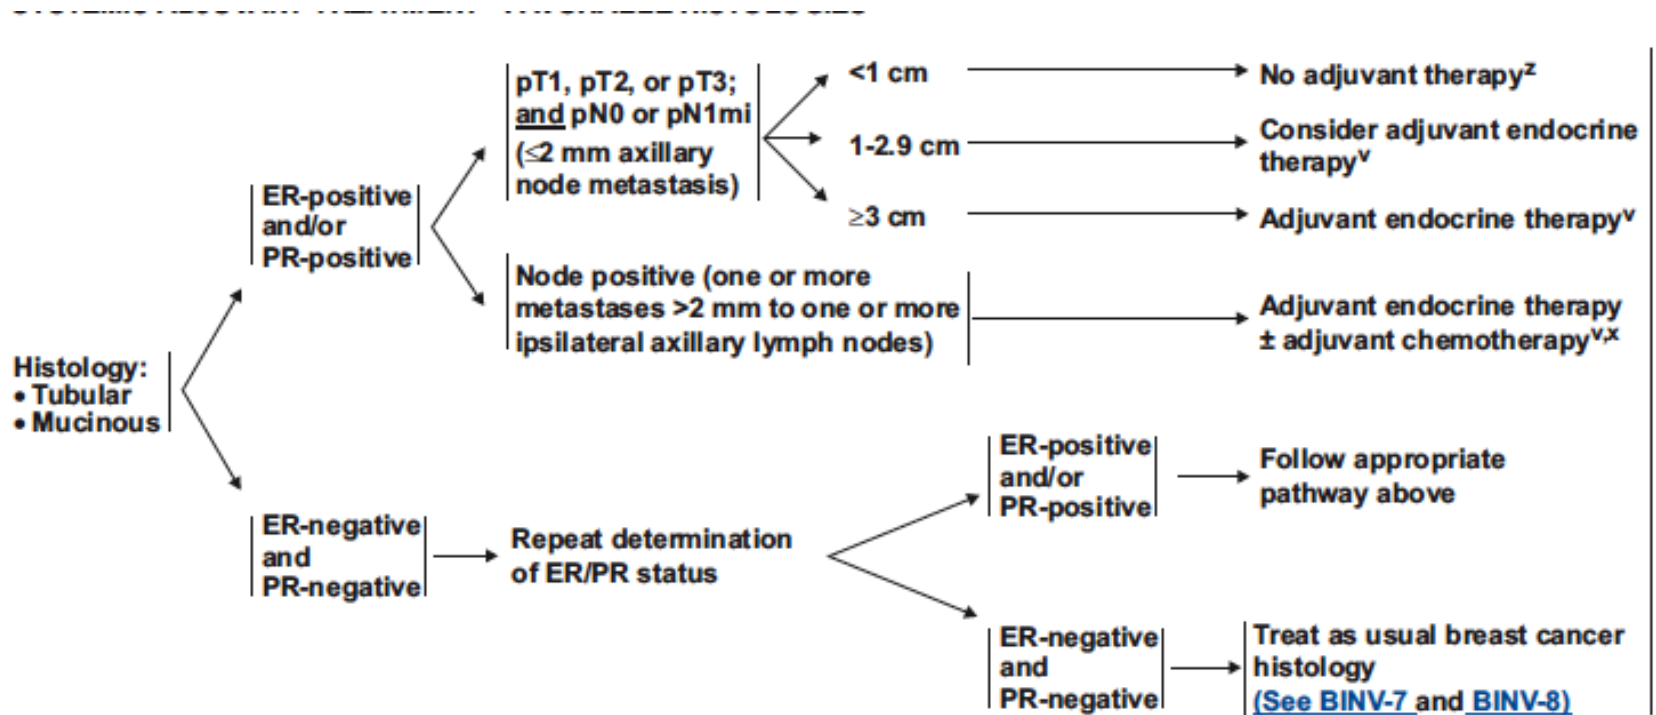 pT1, pT2, or pT3;
and pN0 or pN1mi
(≤2 mm axillary
node metastasis)
<1 cm
No adjuvant therapyᶻ
1-2.9 cm
Consider adjuvant endocrine
therapyᵛ
≥3 cm
Adjuvant endocrine therapyᵛ
ER-positive
and/or
PR-positive
Node positive (one or more
metastases >2 mm to one or more
ipsilateral axillary lymph nodes)
Adjuvant endocrine therapy
± adjuvant chemotherapyᵛ,ˣ
Histology:
• Tubular
• Mucinous
ER-negative
and
PR-negative
Repeat determination
of ER/PR status
ER-positive
and/or
PR-positive
Follow appropriate
pathway above
ER-negative
and
PR-negative
Treat as usual breast cancer
histology
(See BINV-7 and BINV-8)